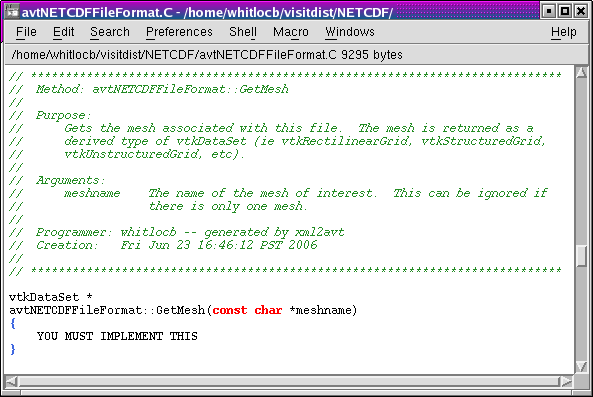 avtNETCDFFileFormat.C - /home/whitlocb/visitdist/NETCDF/
File Edit Search Preferences Shell Macro Windows Help
/home/whitlocb/visitdist/NETCDF/avtNETCDFFileFormat.C 9295 bytes
// ****************************************************************************
//  Method: avtNETCDFFileFormat::GetMesh
//
//  Purpose:
//      Gets the mesh associated with this file.  The mesh is returned as a
//      derived type of vtkDataSet (ie vtkRectilinearGrid, vtkStructuredGrid,
//      vtkUnstructuredGrid, etc).
//
//  Arguments:
//      meshname    The name of the mesh of interest.  This can be ignored if
//                  there is only one mesh.
//
//  Programmer: whitlocb -- generated by xml2avt
//  Creation:   Fri Jun 23 16:46:12 PST 2006
//
// ****************************************************************************
vtkDataSet *
avtNETCDFFileFormat::GetMesh(const char *meshname)
{
    YOU MUST IMPLEMENT THIS
}